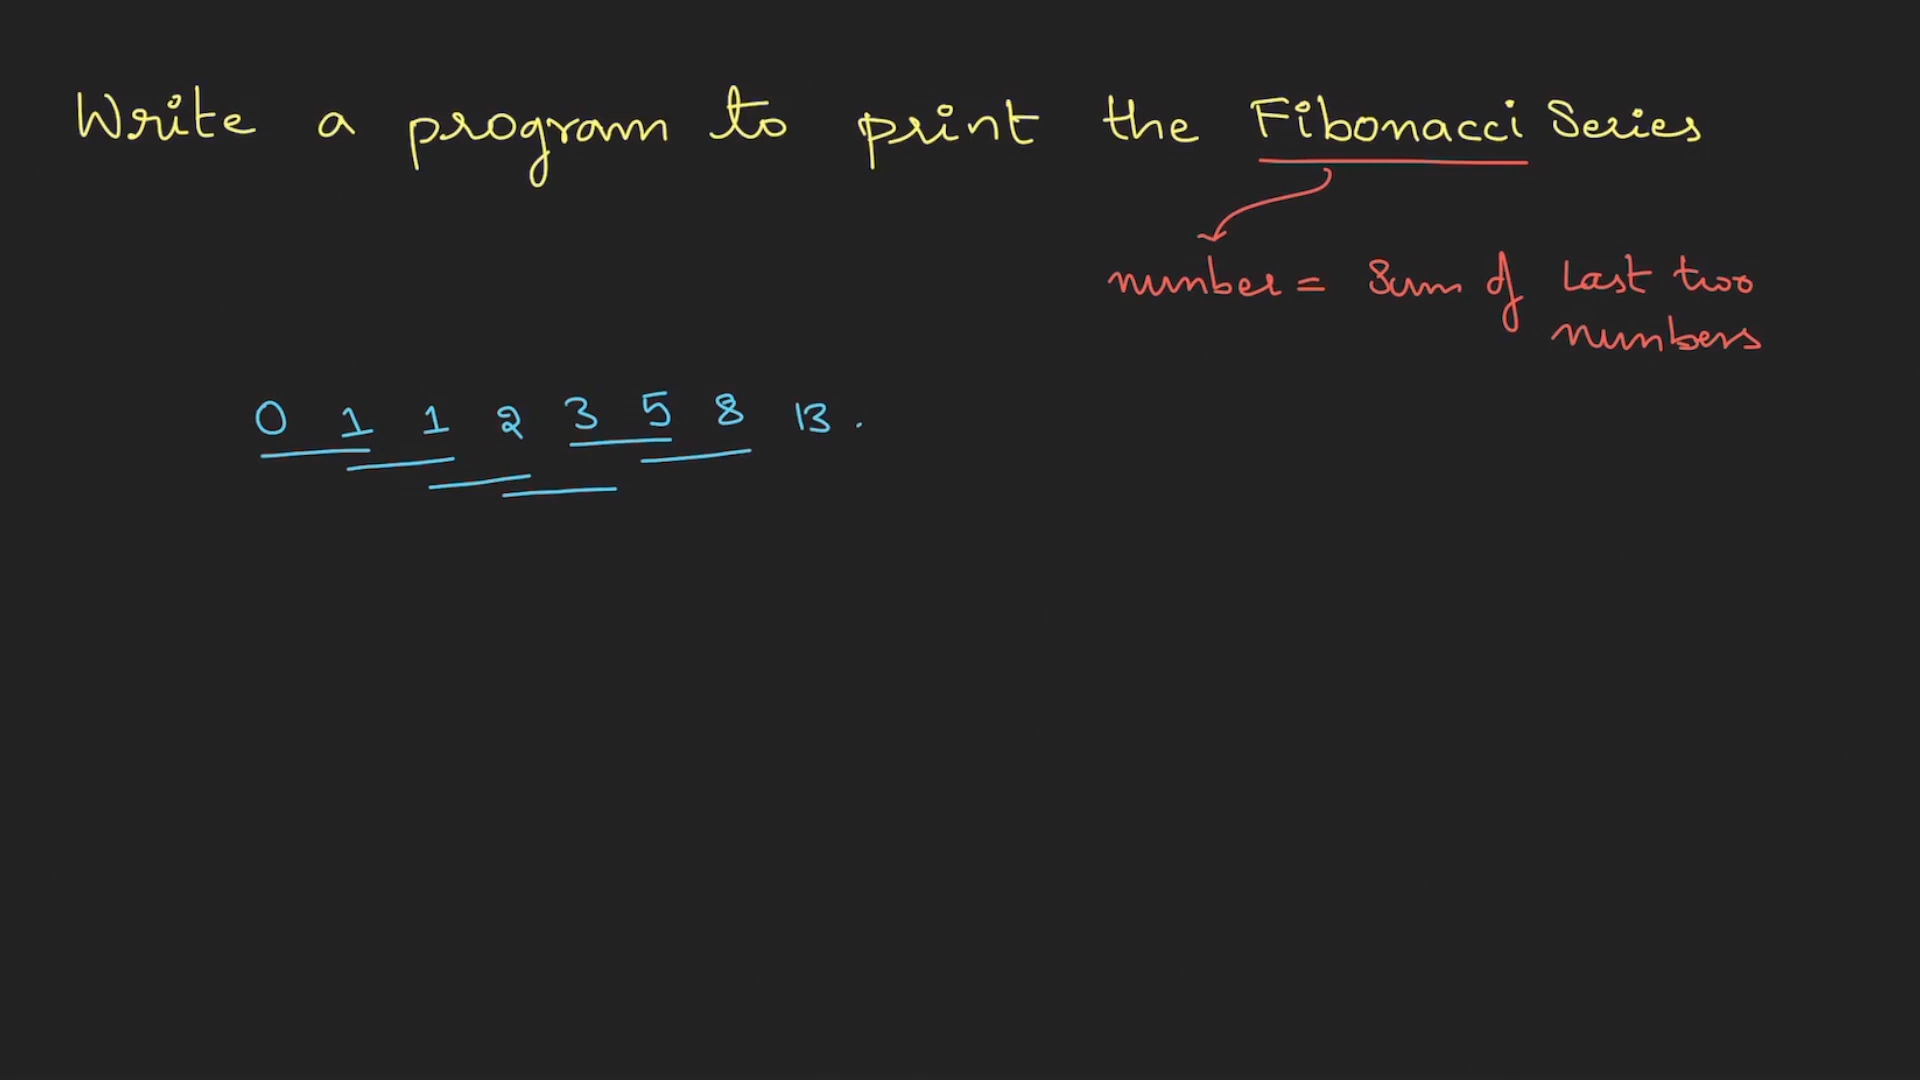 Write a program to print the Fibonacci Series
number = Sum of Last two
numbers
0 1 1 2 3 5 8 13 .